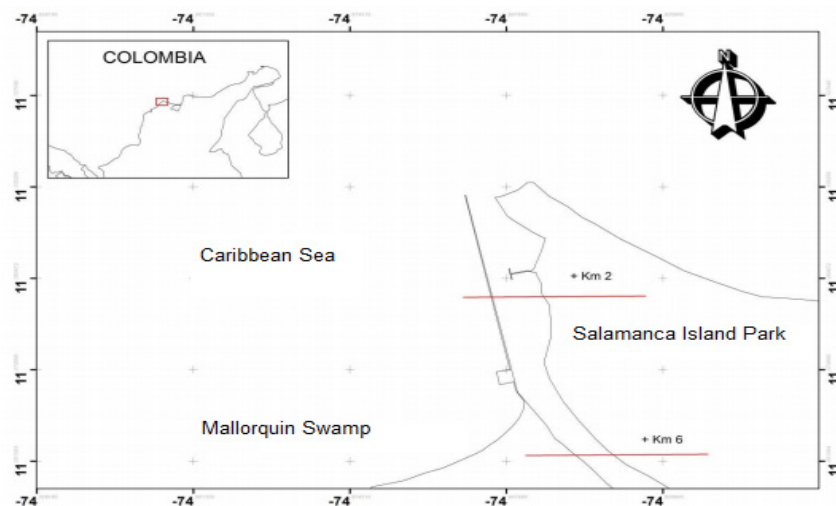 -74 -74 -74 -74 -74
COLOMBIA
11 11
11 11
Caribbean Sea
11 11
+ Km 2
Salamanca Island Park
11 11
Mallorquin Swamp
+ Km 6
11 11
-74 -74 -74 -74 -74